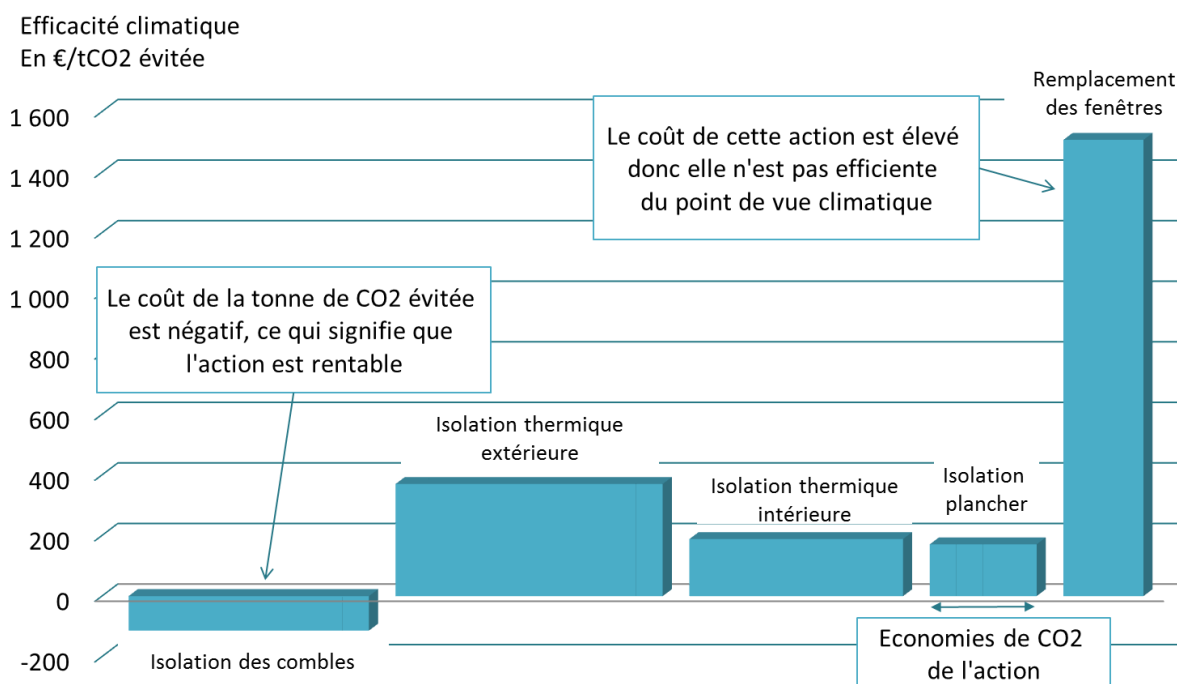 Efficacité climatique
En €/tCO2 évitée
Remplacement
des fenêtres
1 600
Le coût de cette action est élevé
donc elle n'est pas efficiente
du point de vue climatique
1 400
1 200
1 000
Le coût de la tonne de CO2 évitée
est négatif, ce qui signifie que
l'action est rentable
800
600
Isolation thermique
extérieure
400
Isolation thermique
intérieure
Isolation
plancher
200
0
-200
Isolation des combles
Economies de CO2
de l'action